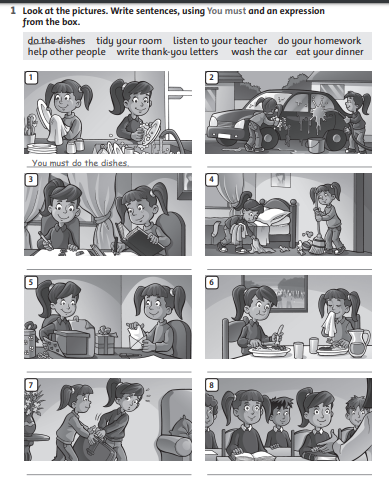 1 Look at the pictures. Write sentences, using You must and an expression
from the box.
do the dishes tidy your room listen to your teacher do your homework
help other people write thank-you letters wash the car eat your dinner
1
2
You must do the dishes.
3
4
5
6
7
8